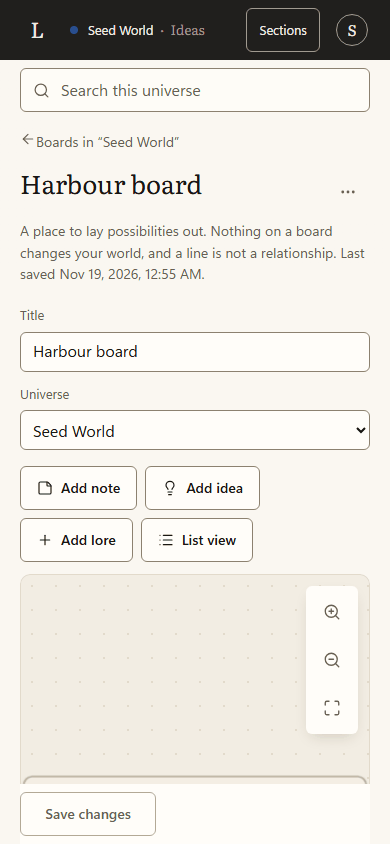 L
Seed World · Ideas
Sections
S
Search this universe
Boards in “Seed World”
Harbour board
A place to lay possibilities out. Nothing on a board
changes your world, and a line is not a relationship. Last
saved Nov 19, 2026, 12:55 AM.
Title
Harbour board
Universe
Seed World
Add note
Add idea
Add lore
List view
Save changes